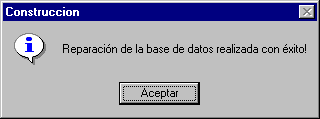 Construccion
Reparación de la base de datos realizada con éxito!
Aceptar